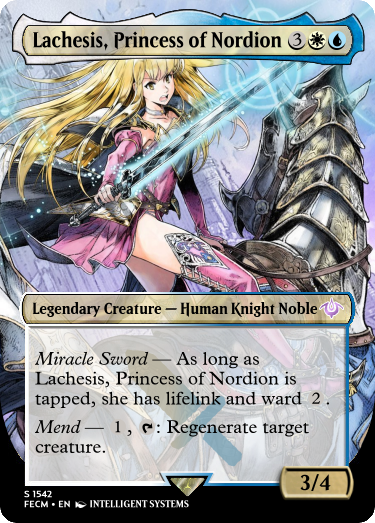 Lachesis, Princess of Nordion 3
Legendary Creature — Human Knight Noble
Miracle Sword — As long as
Lachesis, Princess of Nordion is
tapped, she has lifelink and ward 2 .
Mend — 1 , : Regenerate target
creature.
3/4
S 1542
FECM • EN INTELLIGENT SYSTEMS